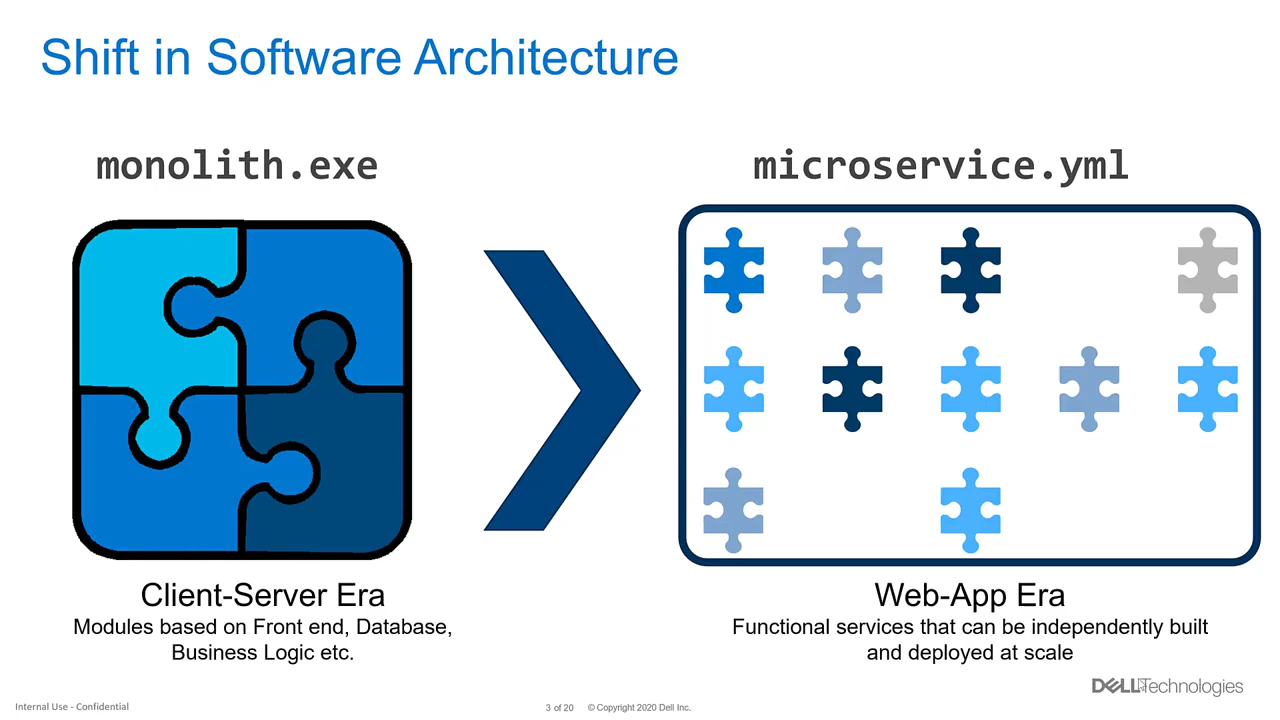 Shift in Software Architecture
monolith.exe
microservice.yml
Client-Server Era
Modules based on Front end, Database,
Business Logic etc.
Web-App Era
Functional services that can be independently built
and deployed at scale
DELLTechnologies
Internal Use - Confidential
3 of 20
© Copyright 2020 Dell Inc.